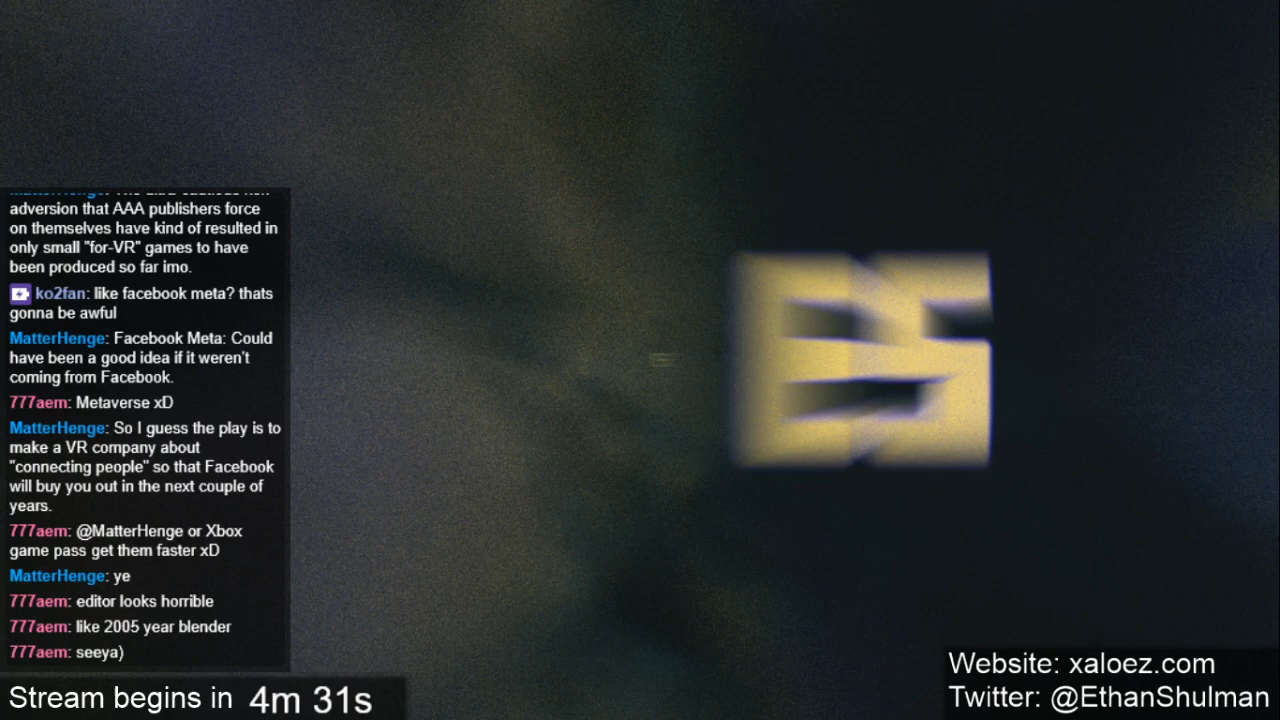 adversion that AAA publishers force
on themselves have kind of resulted in
only small "for-VR" games to have
been produced so far imo.
ko2fan: like facebook meta? thats
gonna be awful
MatterHenge: Facebook Meta: Could
have been a good idea if it weren't
coming from Facebook.
777aem: Metaverse xD
MatterHenge: So I guess the play is to
make a VR company about
"connecting people" so that Facebook
will buy you out in the next couple of
years.
777aem: @MatterHenge or Xbox
game pass get them faster xD
MatterHenge: ye
777aem: editor looks horrible
777aem: like 2005 year blender
777aem: seeya)
Stream begins in 4m 31s
ES
Website: xaloez.com
Twitter: @EthanShulman